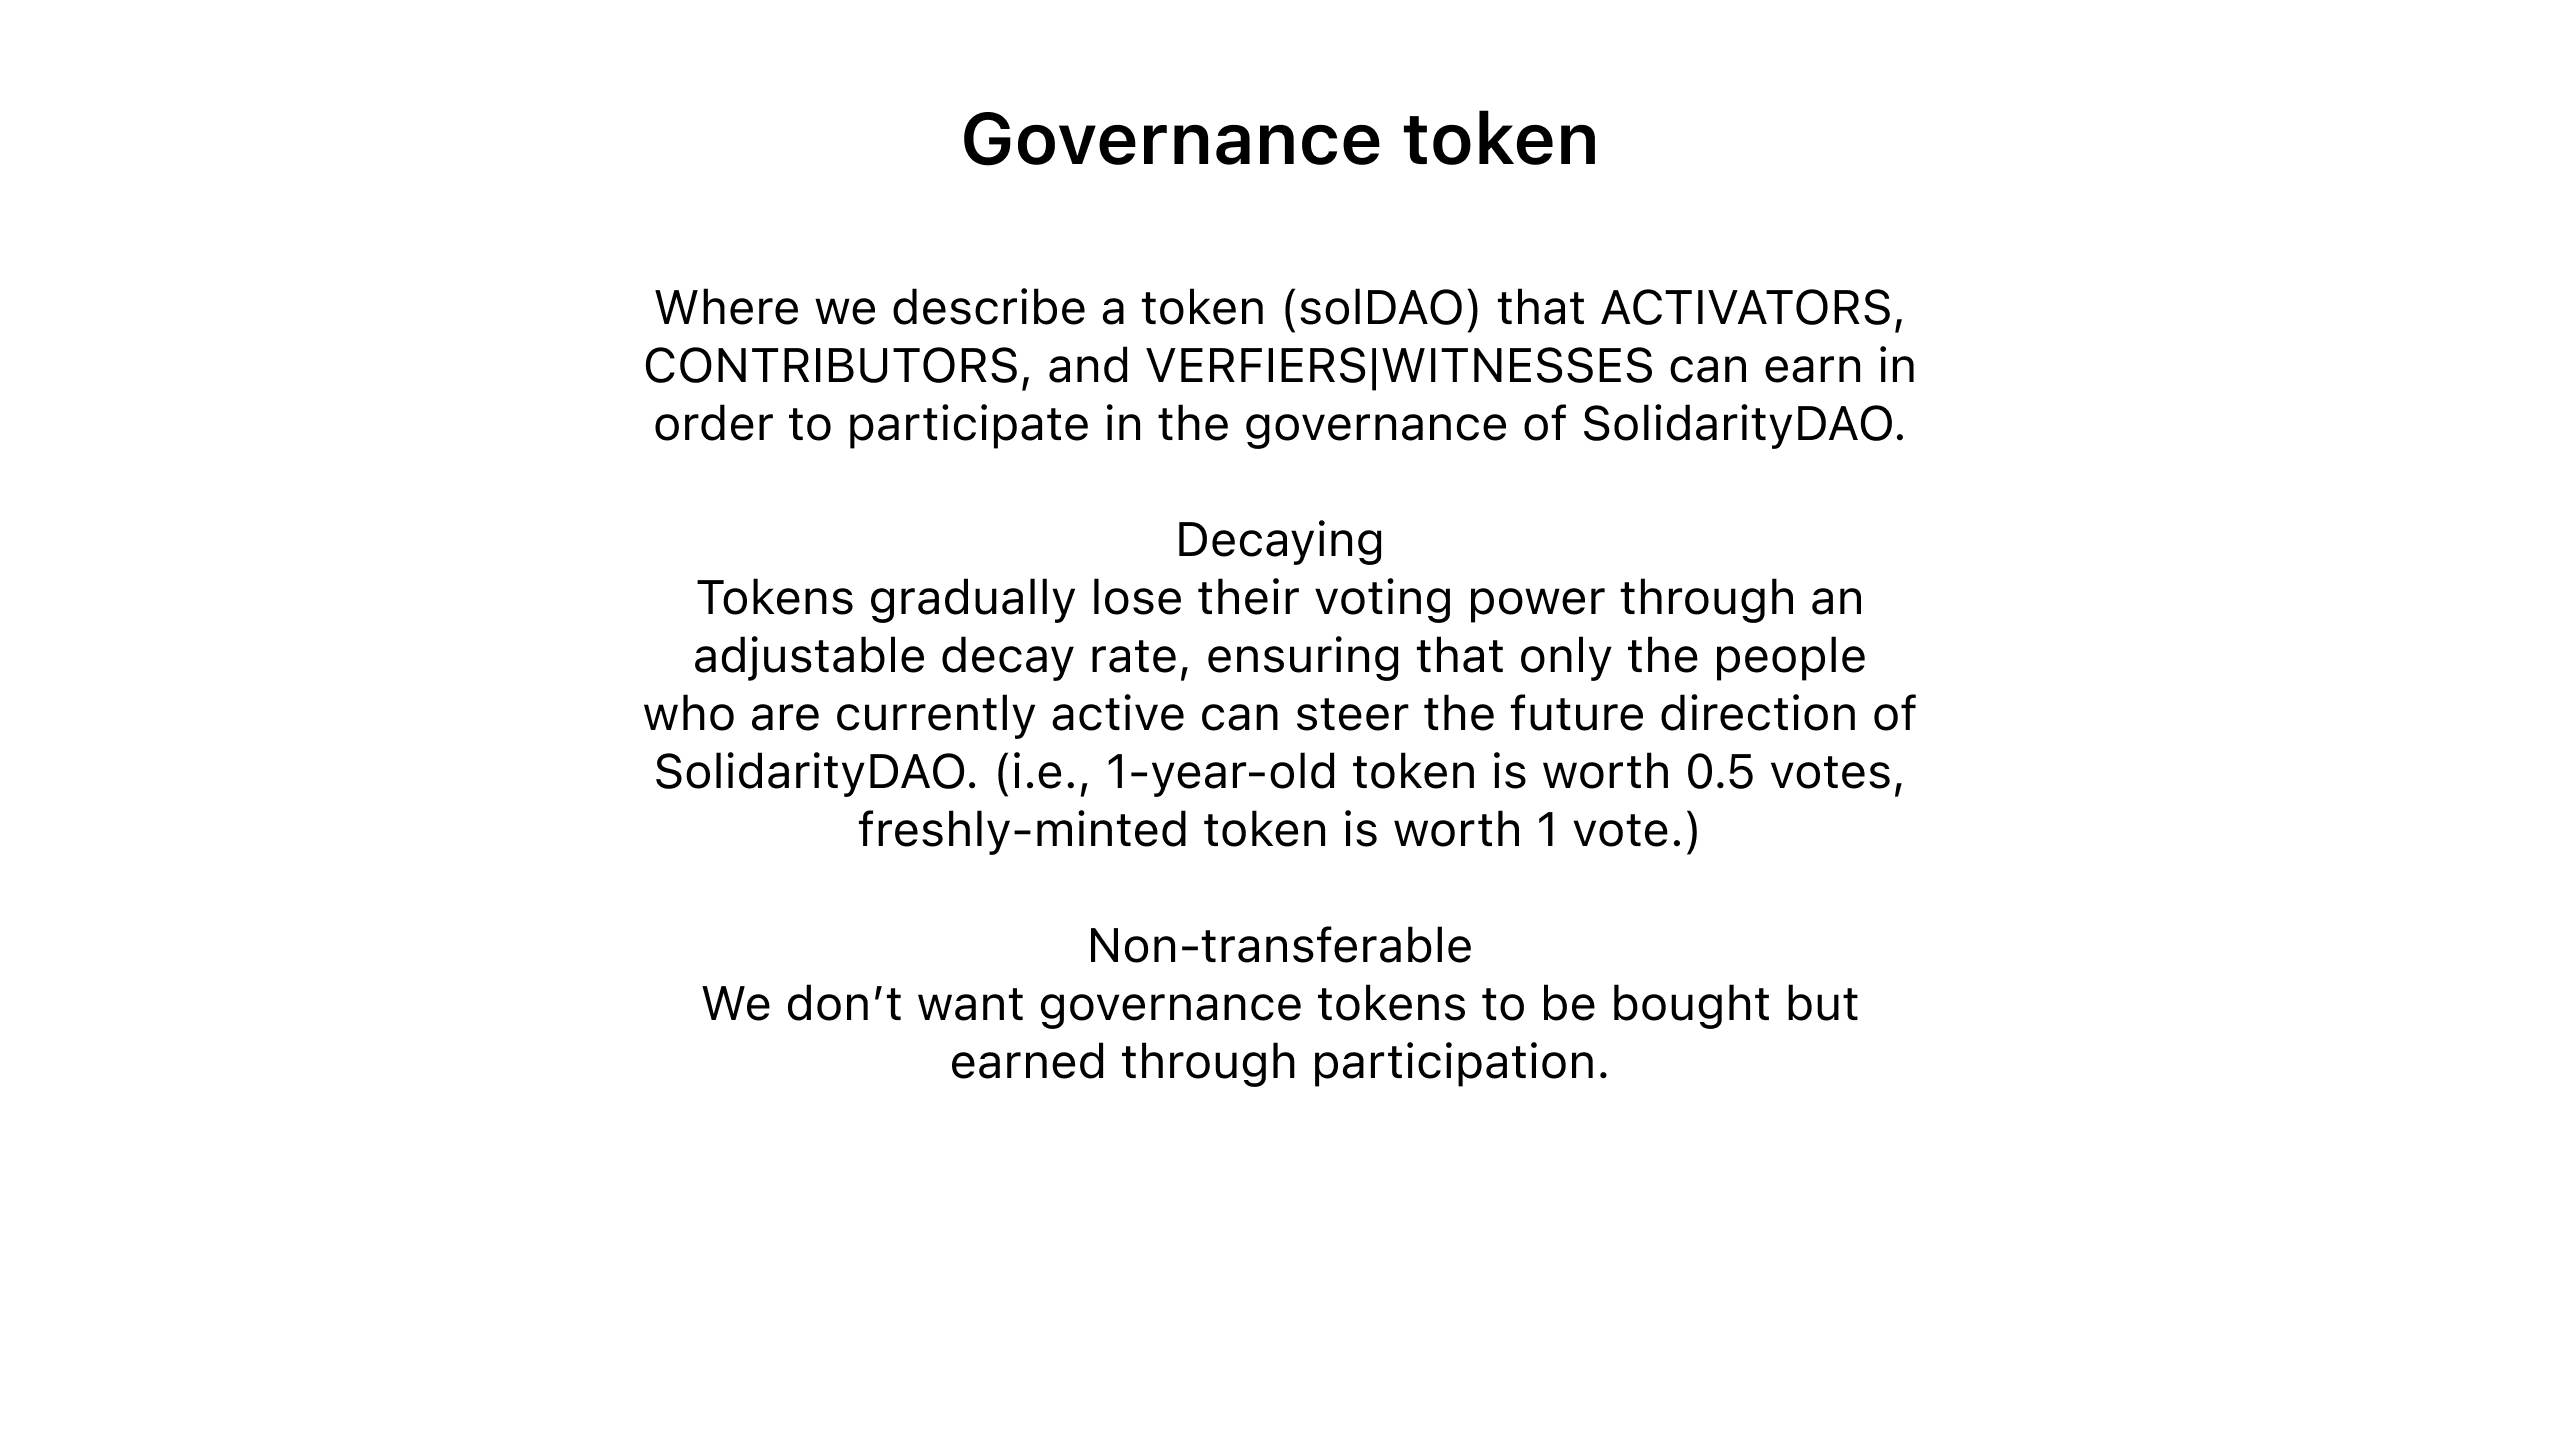 Governance token
Where we describe a token (solDAO) that ACTIVATORS,
CONTRIBUTORS, and VERFIERS|WITNESSES can earn in
order to participate in the governance of SolidarityDAO.
Decaying
Tokens gradually lose their voting power through an
adjustable decay rate, ensuring that only the people
who are currently active can steer the future direction of
SolidarityDAO. (i.e., 1-year-old token is worth 0.5 votes,
freshly-minted token is worth 1 vote.)
Non-transferable
We don’t want governance tokens to be bought but
earned through participation.